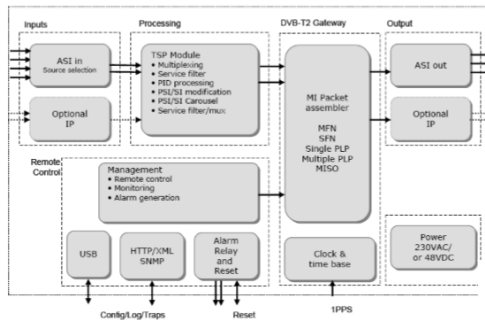 Inputs
Processing
DVB-T2 Gateway
Output
ASI in
Source selection
Optional
IP
TSP Module
• Multiplexing
• Service filter
• PID processing
• PSI/SI modification
• PSI/SI Carousel
• Service filter/mux
MI Packet
assembler
MFN
SFN
Single PLP
Multiple PLP
MISO
ASI out
Optional
IP
Remote
Control
Management
• Remote control
• Monitoring
• Alarm generation
USB
HTTP/XML
SNMP
Alarm
Relay
and
Reset
Clock &
time base
Power
230VAC/
or 48VDC
Config/Log/Traps
Reset
1PPS